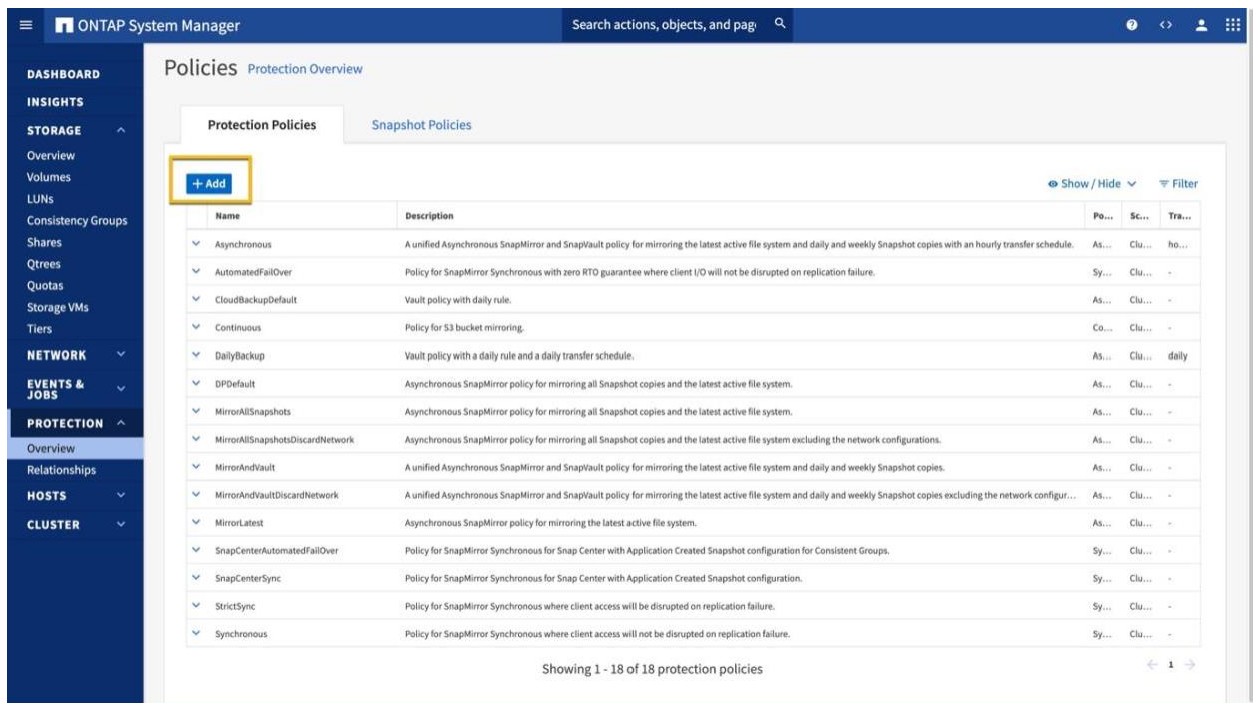 ONTAP System Manager
Search actions, objects, and pag
DASHBOARD
INSIGHTS
STORAGE
Overview
Volumes
LUNs
Consistency Groups
Shares
Qtrees
Quotas
Storage VMs
Tiers
NETWORK
EVENTS &
JOBS
PROTECTION
Overview
Relationships
HOSTS
CLUSTER
Policies Protection Overview
Protection Policies Snapshot Policies
+ Add Show / Hide Filter
Name Description Po... Sc... Tra...
Asynchronous A unified Asynchronous SnapMirror and SnapVault policy for mirroring the latest active file system and daily and weekly Snapshot copies with an hourly transfer schedule. As... Clu... ho...
AutomatedFailOver Policy for SnapMirror Synchronous with zero RTO guarantee where client I/O will not be disrupted on replication failure. Sy... Clu... -
CloudBackupDefault Vault policy with daily rule. As... Clu... -
Continuous Policy for S3 bucket mirroring. Co... Clu... -
DailyBackup Vault policy with a daily rule and a daily transfer schedule. As... Clu... daily
DPDefault Asynchronous SnapMirror policy for mirroring all Snapshot copies and the latest active file system. As... Clu... -
MirrorAllSnapshots Asynchronous SnapMirror policy for mirroring all Snapshot copies and the latest active file system. As... Clu... -
MirrorAllSnapshotsDiscardNetwork Asynchronous SnapMirror policy for mirroring all Snapshot copies and the latest active file system excluding the network configurations. As... Clu... -
MirrorAndVault A unified Asynchronous SnapMirror and SnapVault policy for mirroring the latest active file system and daily and weekly Snapshot copies. As... Clu... -
MirrorAndVaultDiscardNetwork A unified Asynchronous SnapMirror and SnapVault policy for mirroring the latest active file system and daily and weekly Snapshot copies excluding the network configur... As... Clu... -
MirrorLatest Asynchronous SnapMirror policy for mirroring the latest active file system. As... Clu... -
SnapCenterAutomatedFailOver Policy for SnapMirror Synchronous for Snap Center with Application Created Snapshot configuration for Consistent Groups. Sy... Clu... -
SnapCenterSync Policy for SnapMirror Synchronous for Snap Center with Application Created Snapshot configuration. Sy... Clu... -
StrictSync Policy for SnapMirror Synchronous where client access will be disrupted on replication failure. Sy... Clu... -
Synchronous Policy for SnapMirror Synchronous where client access will not be disrupted on replication failure. Sy... Clu... -
Showing 1 - 18 of 18 protection policies
← 1 →